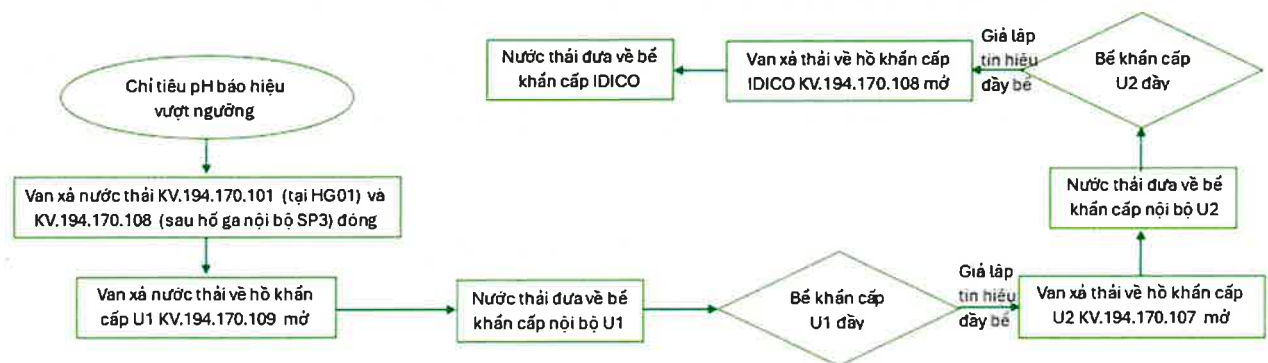 Chỉ tiêu pH báo hiệu
vượt ngưỡng
Van xả nước thải KV.194.170.101 (tại HG01) và
KV.194.170.108 (sau hố ga nội bộ SP3) đóng
Van xả nước thải về hồ khẩn
cấp U1 KV.194.170.109 mở
Nước thải đưa về bể
khẩn cấp nội bộ U1
Bể khẩn cấp
U1 đầy
Giả lập
tín hiệu
đầy bể
Van xả thải về hồ khẩn cấp
U2 KV.194.170.107 mở
Nước thải đưa về bể
khẩn cấp nội bộ U2
Bể khẩn cấp
U2 đầy
Giả lập
tín hiệu
đầy bể
Van xả thải về hồ khẩn cấp
IDICO KV.194.170.108 mở
Nước thải đưa về bể
khẩn cấp IDICO